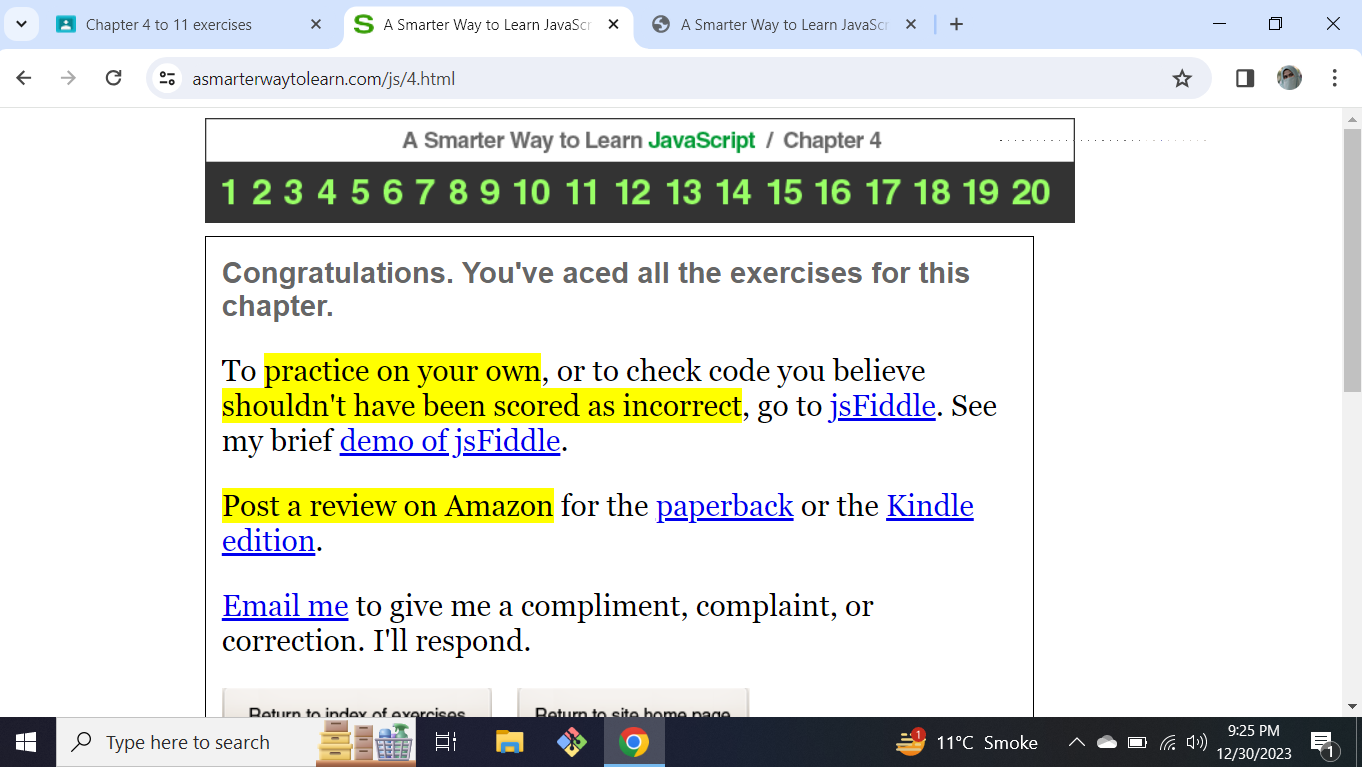 Chapter 4 to 11 exercises
A Smarter Way to Learn JavaScr
A Smarter Way to Learn JavaScr
asmarterwaytolearn.com/js/4.html
A Smarter Way to Learn JavaScript / Chapter 4
1 2 3 4 5 6 7 8 9 10 11 12 13 14 15 16 17 18 19 20
Congratulations. You've aced all the exercises for this
chapter.
To practice on your own, or to check code you believe
shouldn't have been scored as incorrect, go to jsFiddle. See
my brief demo of jsFiddle.
Post a review on Amazon for the paperback or the Kindle
edition.
Email me to give me a compliment, complaint, or
correction. I'll respond.
Return to index of exercises
Return to site home page
Type here to search
1
11°C Smoke
9:25 PM
12/30/2023
1